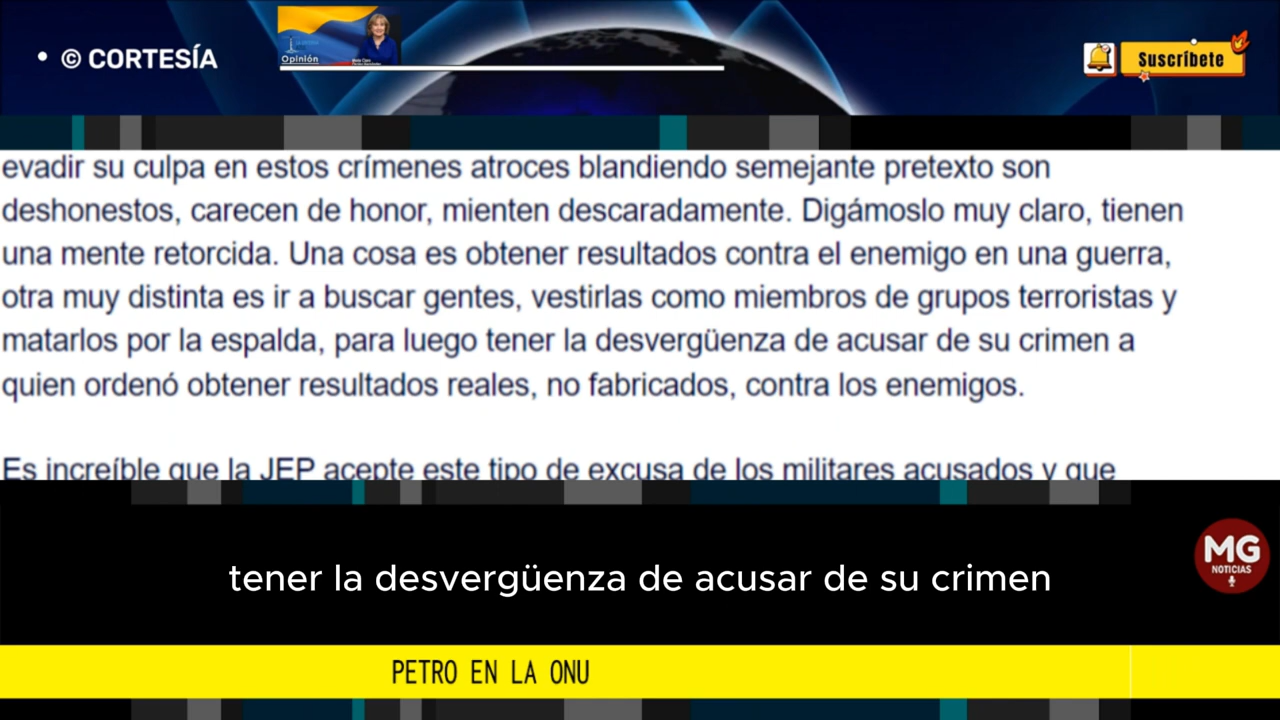 • © CORTESÍA
Opinión
Suscríbete
evadir su culpa en estos crímenes atroces blandiendo semejante pretexto son
deshonestos, carecen de honor, mienten descaradamente. Digámoslo muy claro, tienen
una mente retorcida. Una cosa es obtener resultados contra el enemigo en una guerra,
otra muy distinta es ir a buscar gentes, vestirlas como miembros de grupos terroristas y
matarlos por la espalda, para luego tener la desvergüenza de acusar de su crimen a
quien ordenó obtener resultados reales, no fabricados, contra los enemigos.
Es increíble que la JEP acepte este tipo de excusa de los militares acusados y que
tener la desvergüenza de acusar de su crimen
MG
NOTICIAS
PETRO EN LA ONU